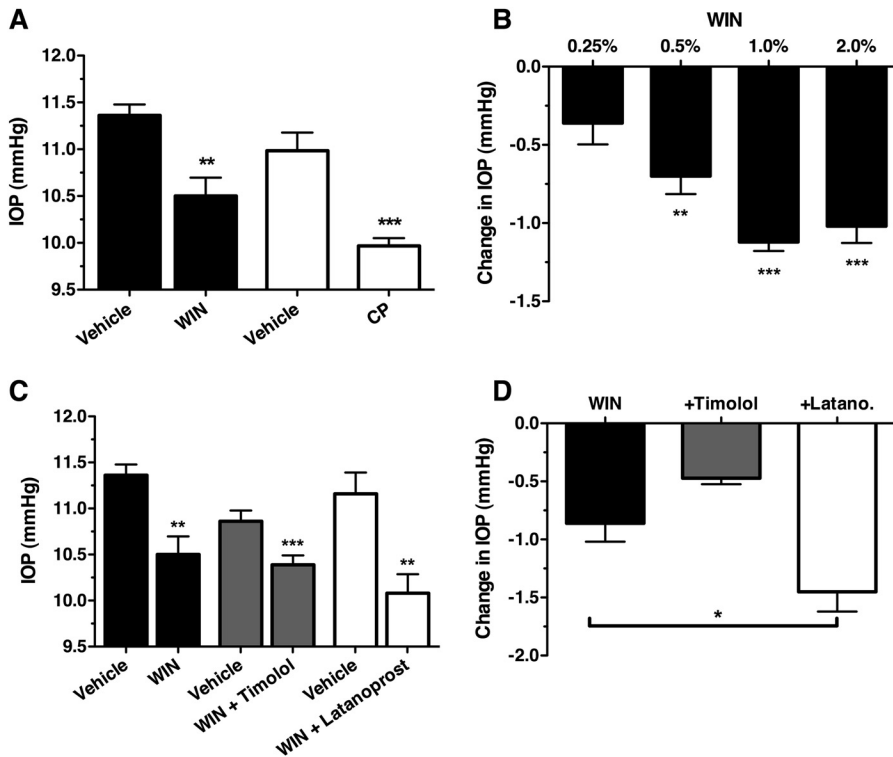 A
IOP (mmHg)
12.0
11.5
11.0
10.5
10.0
9.5
**
***
Vehicle
WIN
Vehicle
CP
B
WIN
0.25%
0.5%
1.0%
2.0%
Change in IOP (mmHg)
0.0
-0.5
-1.0
-1.5
**
***
***
C
IOP (mmHg)
12.0
11.5
11.0
10.5
10.0
9.5
**
***
**
Vehicle
WIN
Vehicle
WIN + Timolol
Vehicle
WIN + Latanoprost
D
WIN
+Timolol
+Latano.
Change in IOP (mmHg)
0.0
-0.5
-1.0
-1.5
-2.0
*